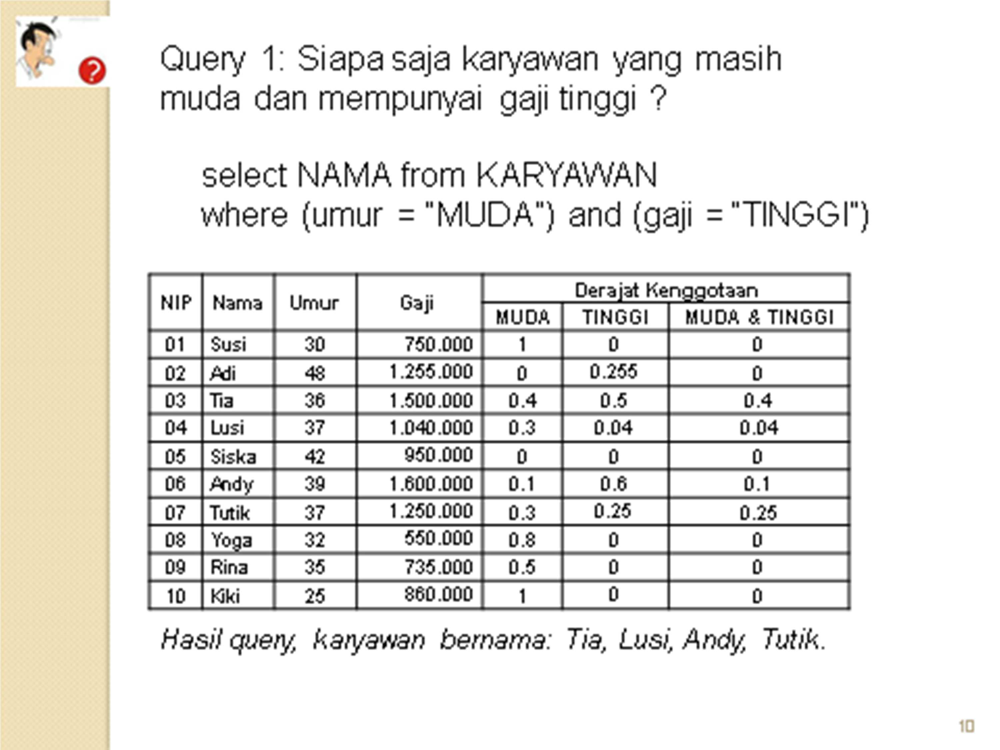 ?
Query 1: Siapa saja karyawan yang masih
muda dan mempunyai gaji tinggi ?
select NAMA from KARYAWAN
where (umur = "MUDA") and (gaji = "TINGGI")
NIP Nama Umur Gaji Derajat Kenggotaan
MUDA TINGGI MUDA & TINGGI
01 Susi 30 750.000 1 0 0
02 Adi 48 1.255.000 0 0.255 0
03 Tia 36 1.500.000 0.4 0.5 0.4
04 Lusi 37 1.040.000 0.3 0.04 0.04
05 Siska 42 950.000 0 0 0
06 Andy 39 1.600.000 0.1 0.6 0.1
07 Tutik 37 1.250.000 0.3 0.25 0.25
08 Yoga 32 550.000 0.8 0 0
09 Rina 35 735.000 0.5 0 0
10 Kiki 25 860.000 1 0 0
Hasil query, karyawan bernama: Tia, Lusi, Andy, Tutik.
10